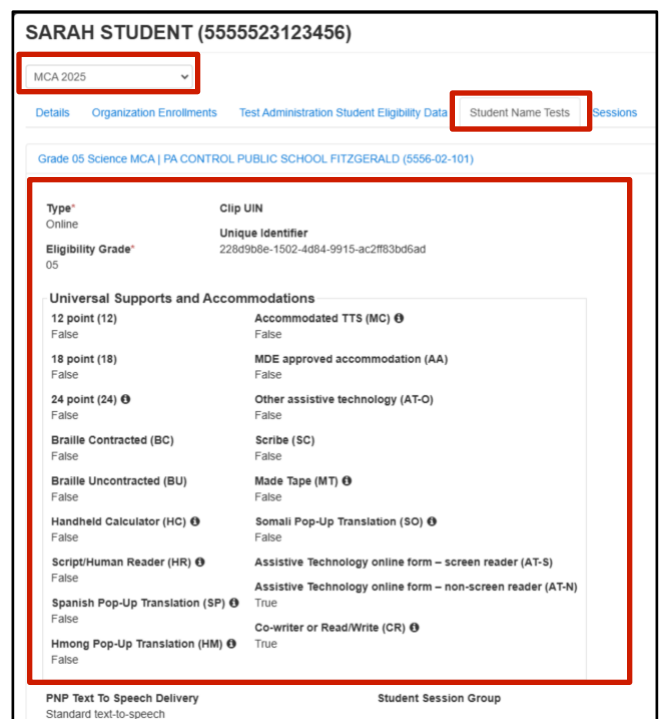 SARAH STUDENT (5555523123456)
MCA 2025
Details Organization Enrollments Test Administration Student Eligibility Data Student Name Tests Sessions
Grade 05 Science MCA | PA CONTROL PUBLIC SCHOOL FITZGERALD (5556-02-101)
Type*
Online
Eligibility Grade*
05
Clip UIN
Unique Identifier
228d9b8e-1502-4d84-9915-ac2ff83bd6ad
Universal Supports and Accommodations
12 point (12)
False
18 point (18)
False
24 point (24)
False
Braille Contracted (BC)
False
Braille Uncontracted (BU)
False
Handheld Calculator (HC)
False
Script/Human Reader (HR)
False
Spanish Pop-Up Translation (SP)
False
Hmong Pop-Up Translation (HM)
False
Accommodated TTS (MC)
False
MDE approved accommodation (AA)
False
Other assistive technology (AT-O)
False
Scribe (SC)
False
Made Tape (MT)
False
Somali Pop-Up Translation (SO)
False
Assistive Technology online form – screen reader (AT-S)
Assistive Technology online form – non-screen reader (AT-N)
True
Co-writer or Read/Write (CR)
True
PNP Text To Speech Delivery
Standard text-to-speech
Student Session Group